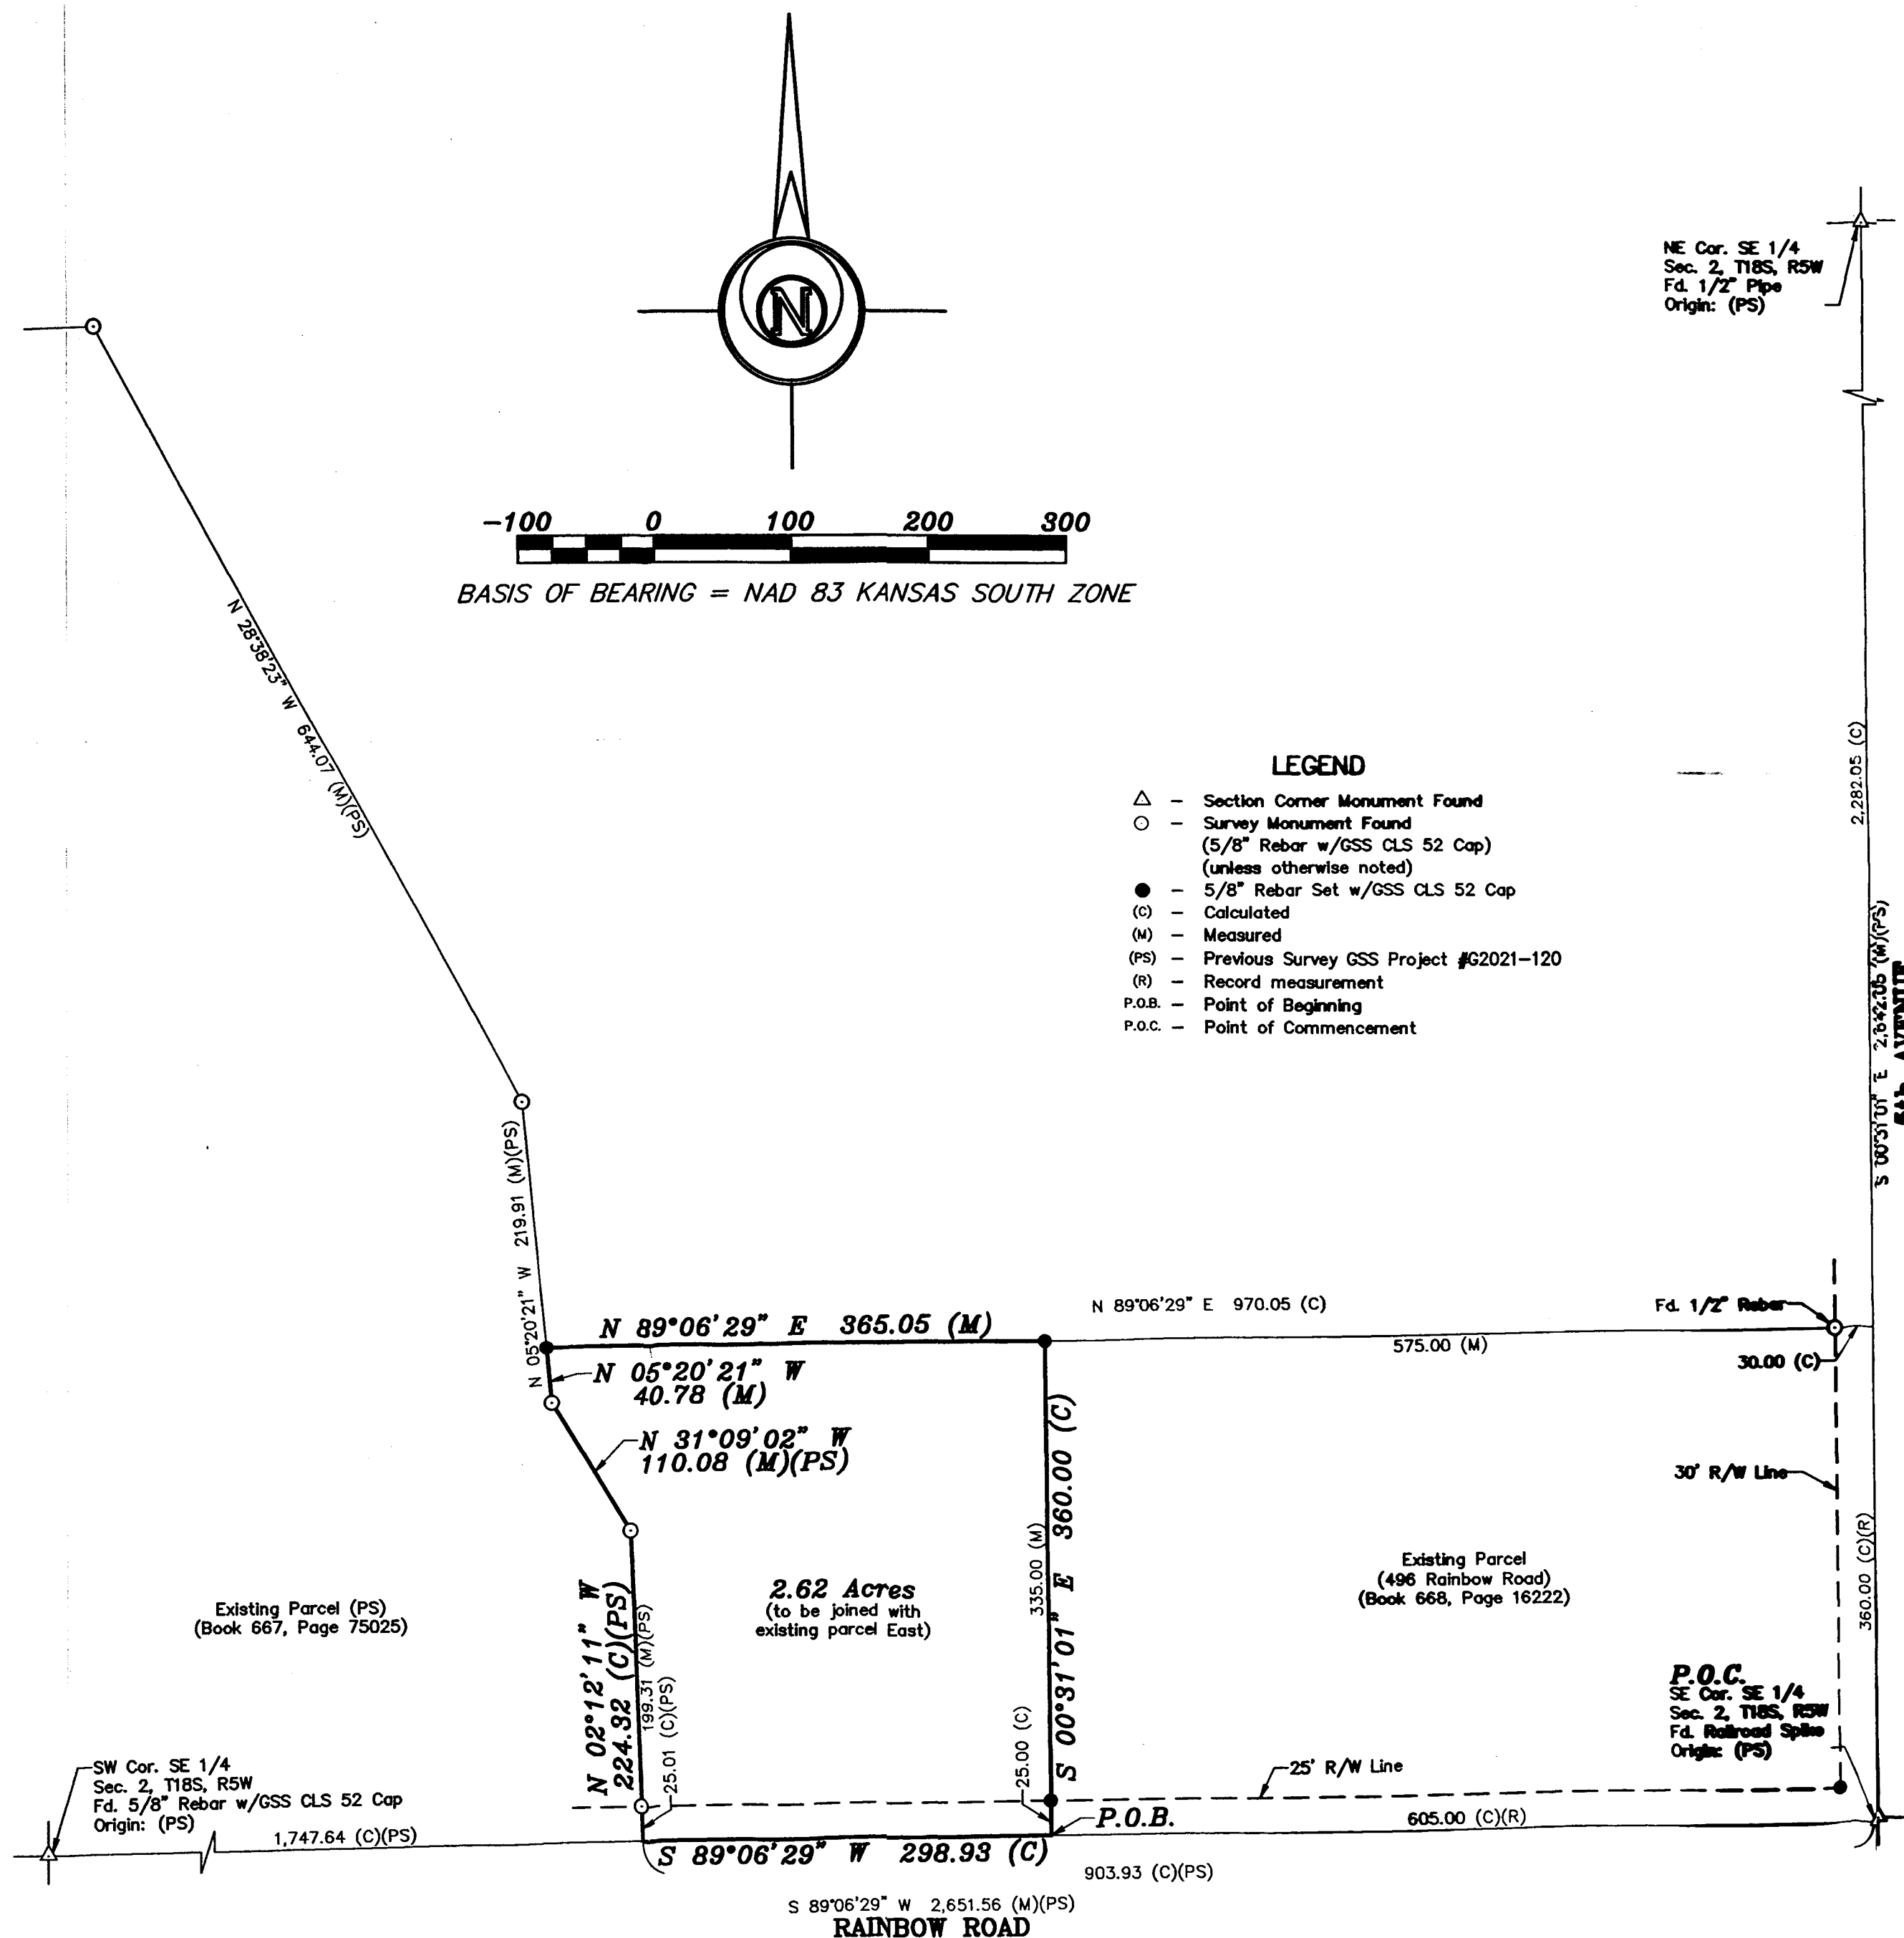 N
NE Cor. SE 1/4
Sec. 2, T18S, R5W
Fd. 1/2" Pipe
Origin: (PS)
-100 0 100 200 300
BASIS OF BEARING = NAD 83 KANSAS SOUTH ZONE
N 28°38'23" W 644.07 (M)(PS)
2,282.05 (C)
LEGEND
△ – Section Corner Monument Found
⊙ – Survey Monument Found
(5/8" Rebar w/GSS CLS 52 Cap)
(unless otherwise noted)
● – 5/8" Rebar Set w/GSS CLS 52 Cap
(C) – Calculated
(M) – Measured
(PS) – Previous Survey GSS Project #G2021-120
(R) – Record measurement
P.O.B. – Point of Beginning
P.O.C. – Point of Commencement
S 00°31'01" E 2,642.05 (M)(PS)
AVENUE
N 05°20'21" W 219.91 (M)(PS)
N 89°06'29" E 970.05 (C)
Fd. 1/2" Rebar
N 89°06'29" E 365.05 (M)
575.00 (M)
30.00 (C)
N 05°20'21" W
40.78 (M)
N 31°09'02" W
110.08 (M)(PS)
S 00°31'01" E 360.00 (C)
335.00 (M)
30' R/W Line
360.00 (C)(R)
Existing Parcel
(496 Rainbow Road)
(Book 668, Page 16222)
2.62 Acres
(to be joined with
existing parcel East)
Existing Parcel (PS)
(Book 667, Page 75025)
N 02°12'11" W
224.32 (C)(PS)
199.31 (M)(PS)
25.01 (C)(PS)
25.00 (C)
P.O.C.
SE Cor. SE 1/4
Sec. 2, T18S, R5W
Fd. Railroad Spike
Origin: (PS)
SW Cor. SE 1/4
Sec. 2, T18S, R5W
Fd. 5/8" Rebar w/GSS CLS 52 Cap
Origin: (PS)
25' R/W Line
P.O.B.
605.00 (C)(R)
1,747.64 (C)(PS)
S 89°06'29" W 298.93 (C)
903.93 (C)(PS)
S 89°06'29" W 2,651.56 (M)(PS)
RAINBOW ROAD